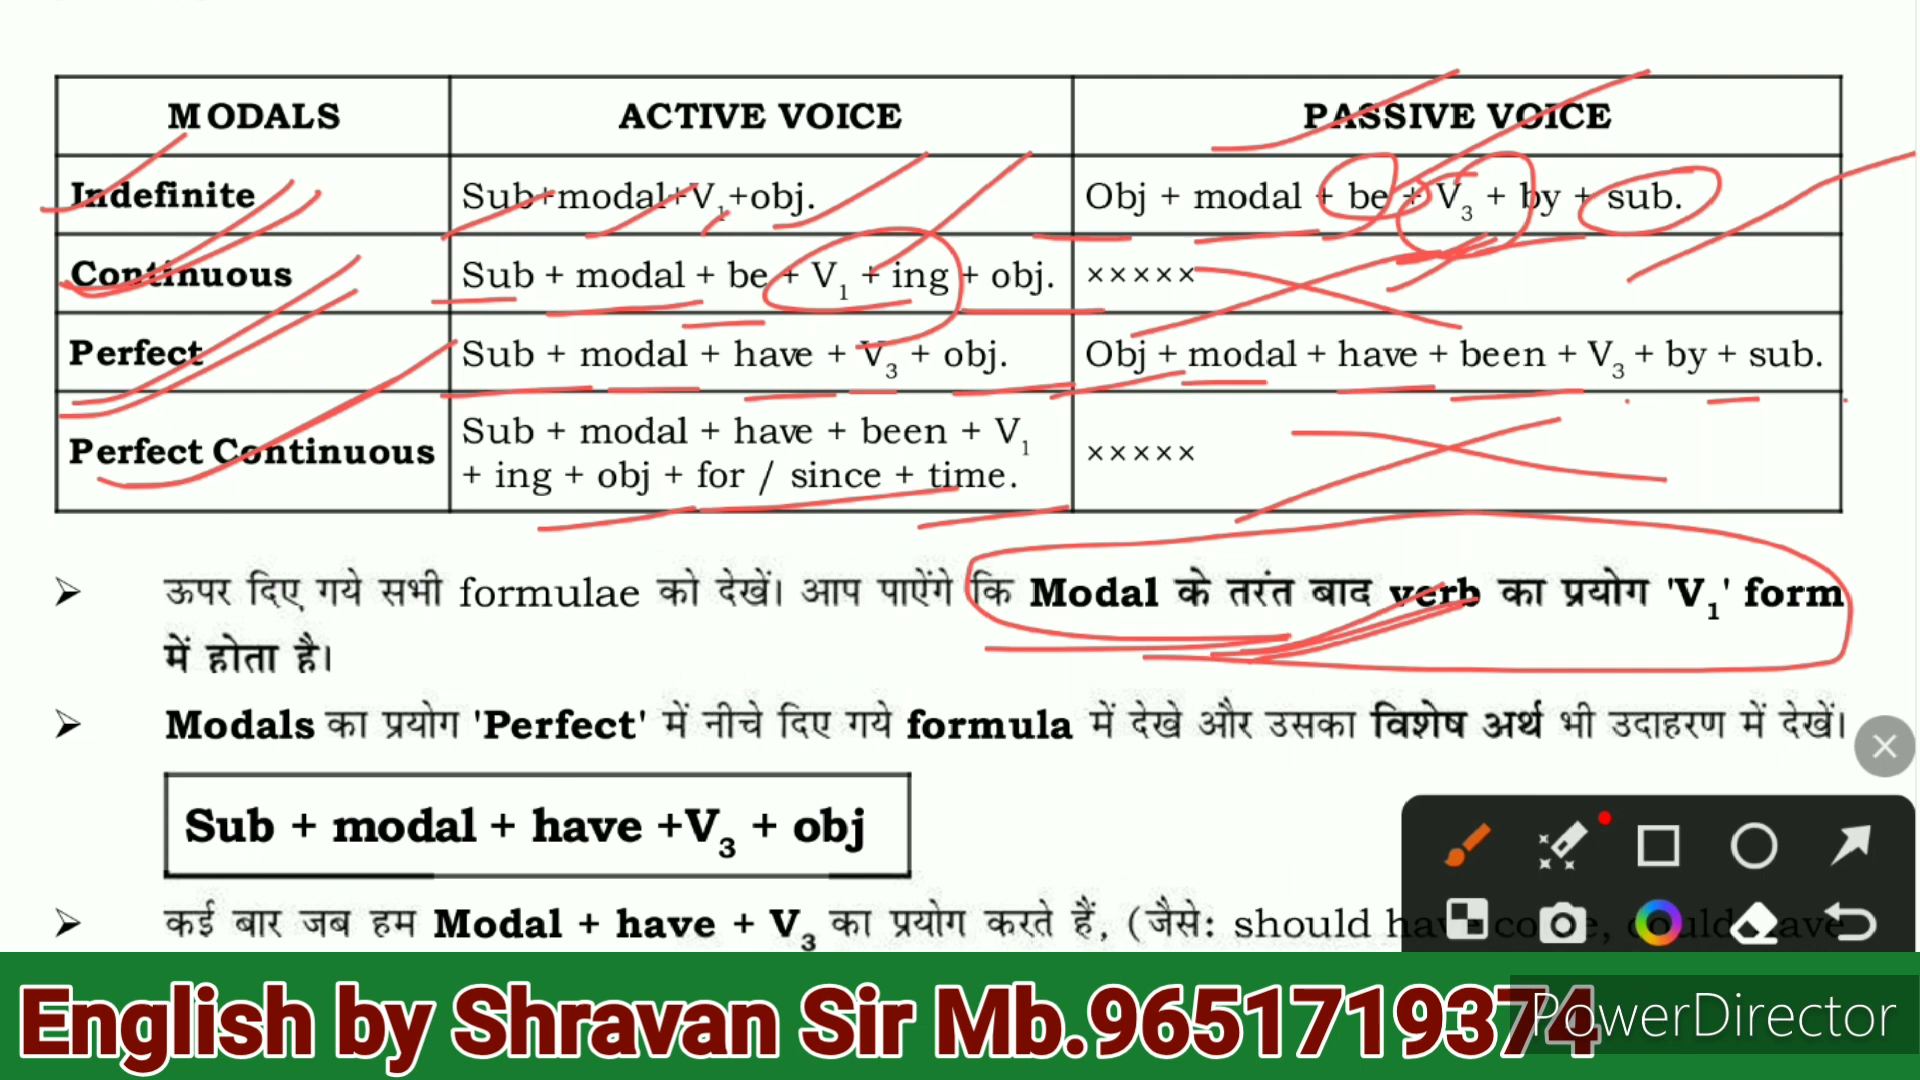 MODALS ACTIVE VOICE PASSIVE VOICE
Indefinite Sub+modal+V1+obj. Obj + modal + be + V3 + by + sub.
Continuous Sub + modal + be + V1 + ing + obj. ×××××
Perfect Sub + modal + have + V3 + obj. Obj + modal + have + been + V3 + by + sub.
Perfect Continuous Sub + modal + have + been + V1
+ ing + obj + for / since + time. ×××××
➢ ऊपर दिए गये सभी formulae को देखें। आप पाऐंगे कि Modal के तरंत बाद verb का प्रयोग 'V1' form
में होता है।
➢ Modals का प्रयोग 'Perfect' में नीचे दिए गये formula में देखे और उसका विशेष अर्थ भी उदाहरण में देखें।
Sub + modal + have +V3 + obj
➢ कई बार जब हम Modal + have + V3 का प्रयोग करते हैं, (जैसे: should have
English by Shravan Sir Mb.9651719374
PowerDirector